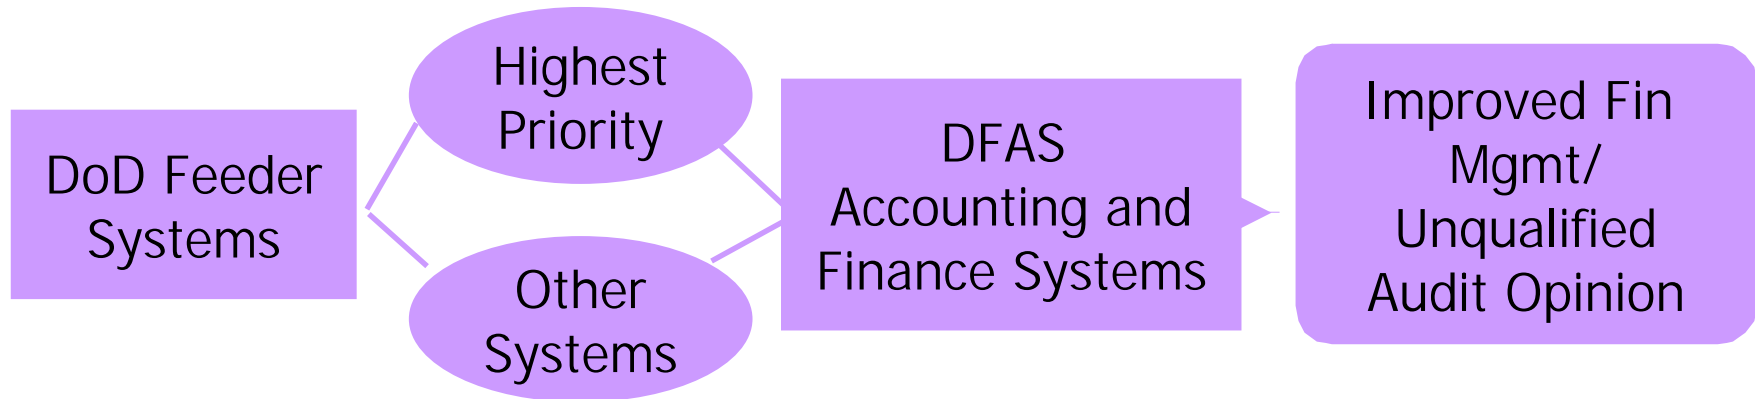 DoD Feeder
Systems
Highest
Priority
Other
Systems
DFAS
Accounting and
Finance Systems
Improved Fin
Mgmt/
Unqualified
Audit Opinion